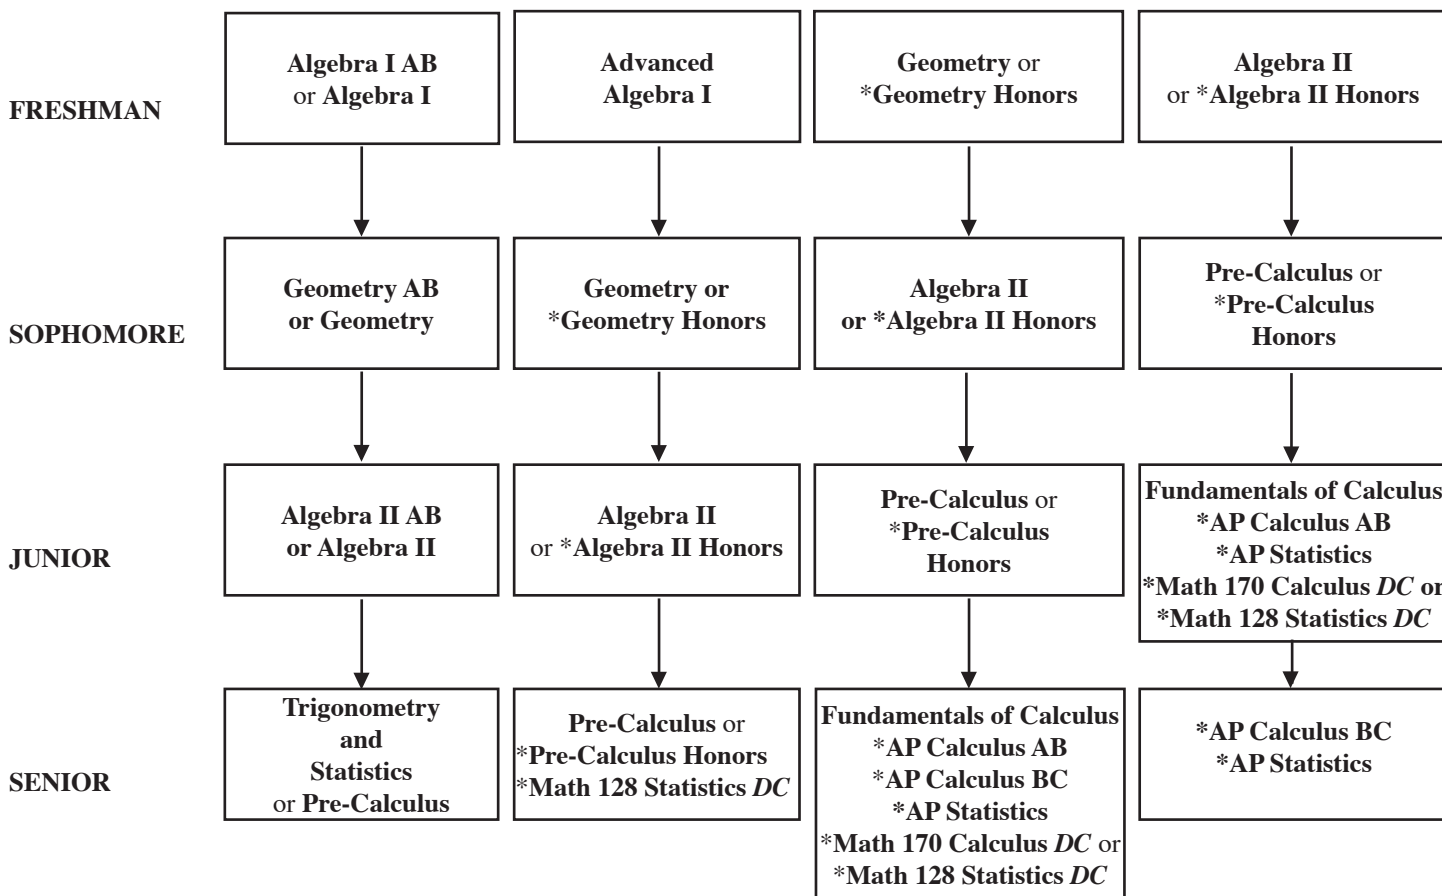 FRESHMAN
Algebra I AB
or Algebra I
Advanced
Algebra I
Geometry or
*Geometry Honors
Algebra II
or *Algebra II Honors
SOPHOMORE
Geometry AB
or Geometry
Geometry or
*Geometry Honors
Algebra II
or *Algebra II Honors
Pre-Calculus or
*Pre-Calculus
Honors
JUNIOR
Algebra II AB
or Algebra II
Algebra II
or *Algebra II Honors
Pre-Calculus or
*Pre-Calculus
Honors
Fundamentals of Calculus
*AP Calculus AB
*AP Statistics
*Math 170 Calculus DC or
*Math 128 Statistics DC
SENIOR
Trigonometry
and
Statistics
or Pre-Calculus
Pre-Calculus or
*Pre-Calculus Honors
*Math 128 Statistics DC
Fundamentals of Calculus
*AP Calculus AB
*AP Calculus BC
*AP Statistics
*Math 170 Calculus DC or
*Math 128 Statistics DC
*AP Calculus BC
*AP Statistics